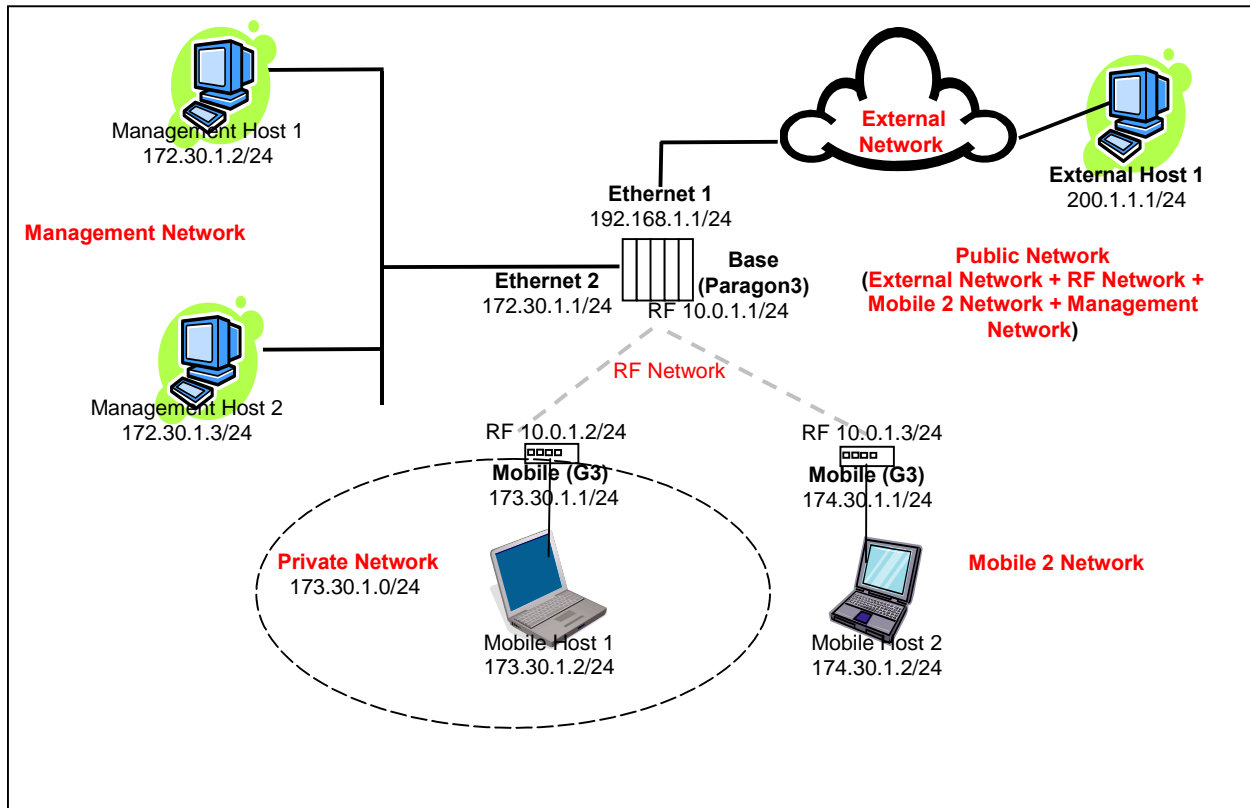 Management Host 1
172.30.1.2/24
Management Network
Management Host 2
172.30.1.3/24
External
Network
External Host 1
200.1.1.1/24
Ethernet 1
192.168.1.1/24
Ethernet 2
172.30.1.1/24
Base
(Paragon3)
RF 10.0.1.1/24
Public Network
(External Network + RF Network +
Mobile 2 Network + Management
Network)
RF Network
RF 10.0.1.2/24
Mobile (G3)
173.30.1.1/24
RF 10.0.1.3/24
Mobile (G3)
174.30.1.1/24
Private Network
173.30.1.0/24
Mobile Host 1
173.30.1.2/24
Mobile 2 Network
Mobile Host 2
174.30.1.2/24